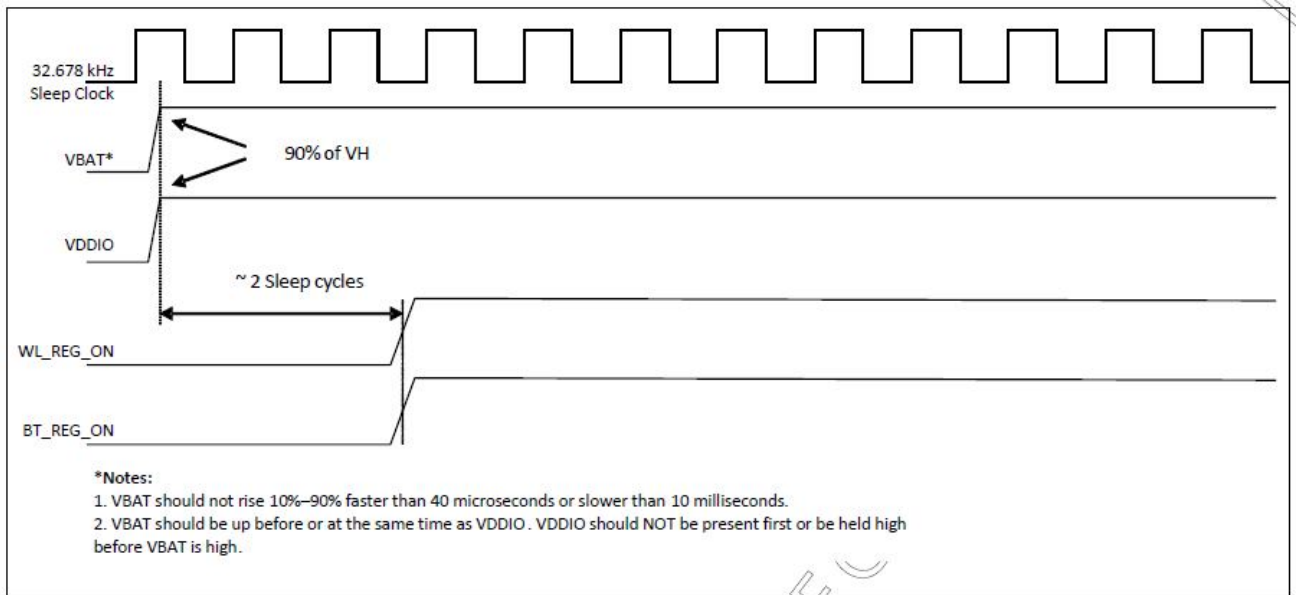 32.678 kHz
Sleep Clock
VBAT*
90% of VH
VDDIO
~ 2 Sleep cycles
WL_REG_ON
BT_REG_ON
*Notes:
1. VBAT should not rise 10%–90% faster than 40 microseconds or slower than 10 milliseconds.
2. VBAT should be up before or at the same time as VDDIO. VDDIO should NOT be present first or be held high
before VBAT is high.